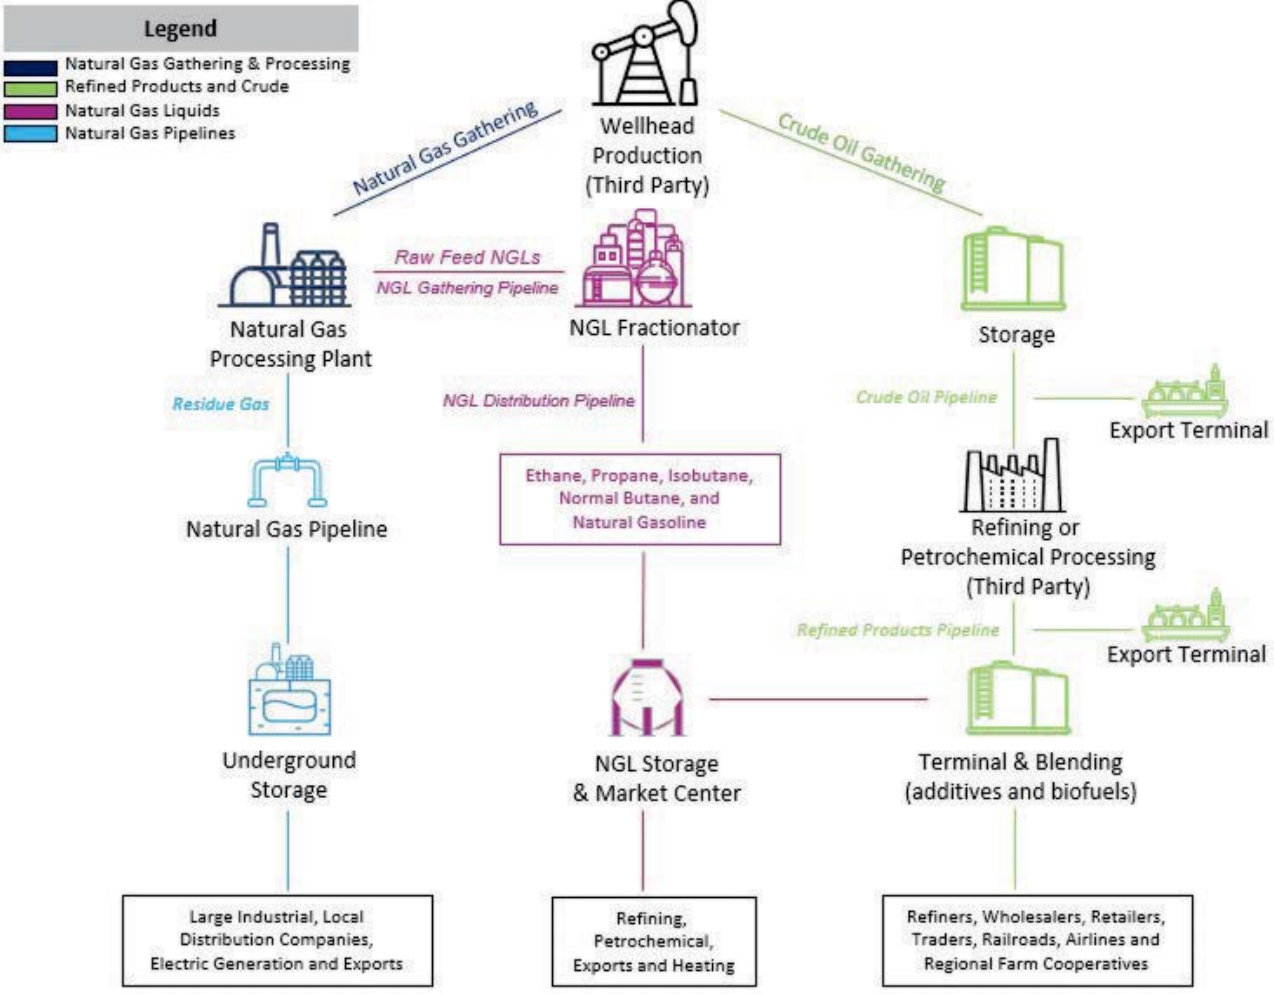 Legend
Natural Gas Gathering & Processing
Refined Products and Crude
Natural Gas Liquids
Natural Gas Pipelines
Wellhead
Production
(Third Party)
Natural Gas Gathering
Crude Oil Gathering
Raw Feed NGLs
NGL Gathering Pipeline
Natural Gas
Processing Plant
NGL Fractionator
Storage
Residue Gas
NGL Distribution Pipeline
Crude Oil Pipeline
Export Terminal
Natural Gas Pipeline
Ethane, Propane, Isobutane,
Normal Butane, and
Natural Gasoline
Refining or
Petrochemical Processing
(Third Party)
Refined Products Pipeline
Export Terminal
Underground
Storage
NGL Storage
& Market Center
Terminal & Blending
(additives and biofuels)
Large Industrial, Local
Distribution Companies,
Electric Generation and Exports
Refining,
Petrochemical,
Exports and Heating
Refiners, Wholesalers, Retailers,
Traders, Railroads, Airlines and
Regional Farm Cooperatives